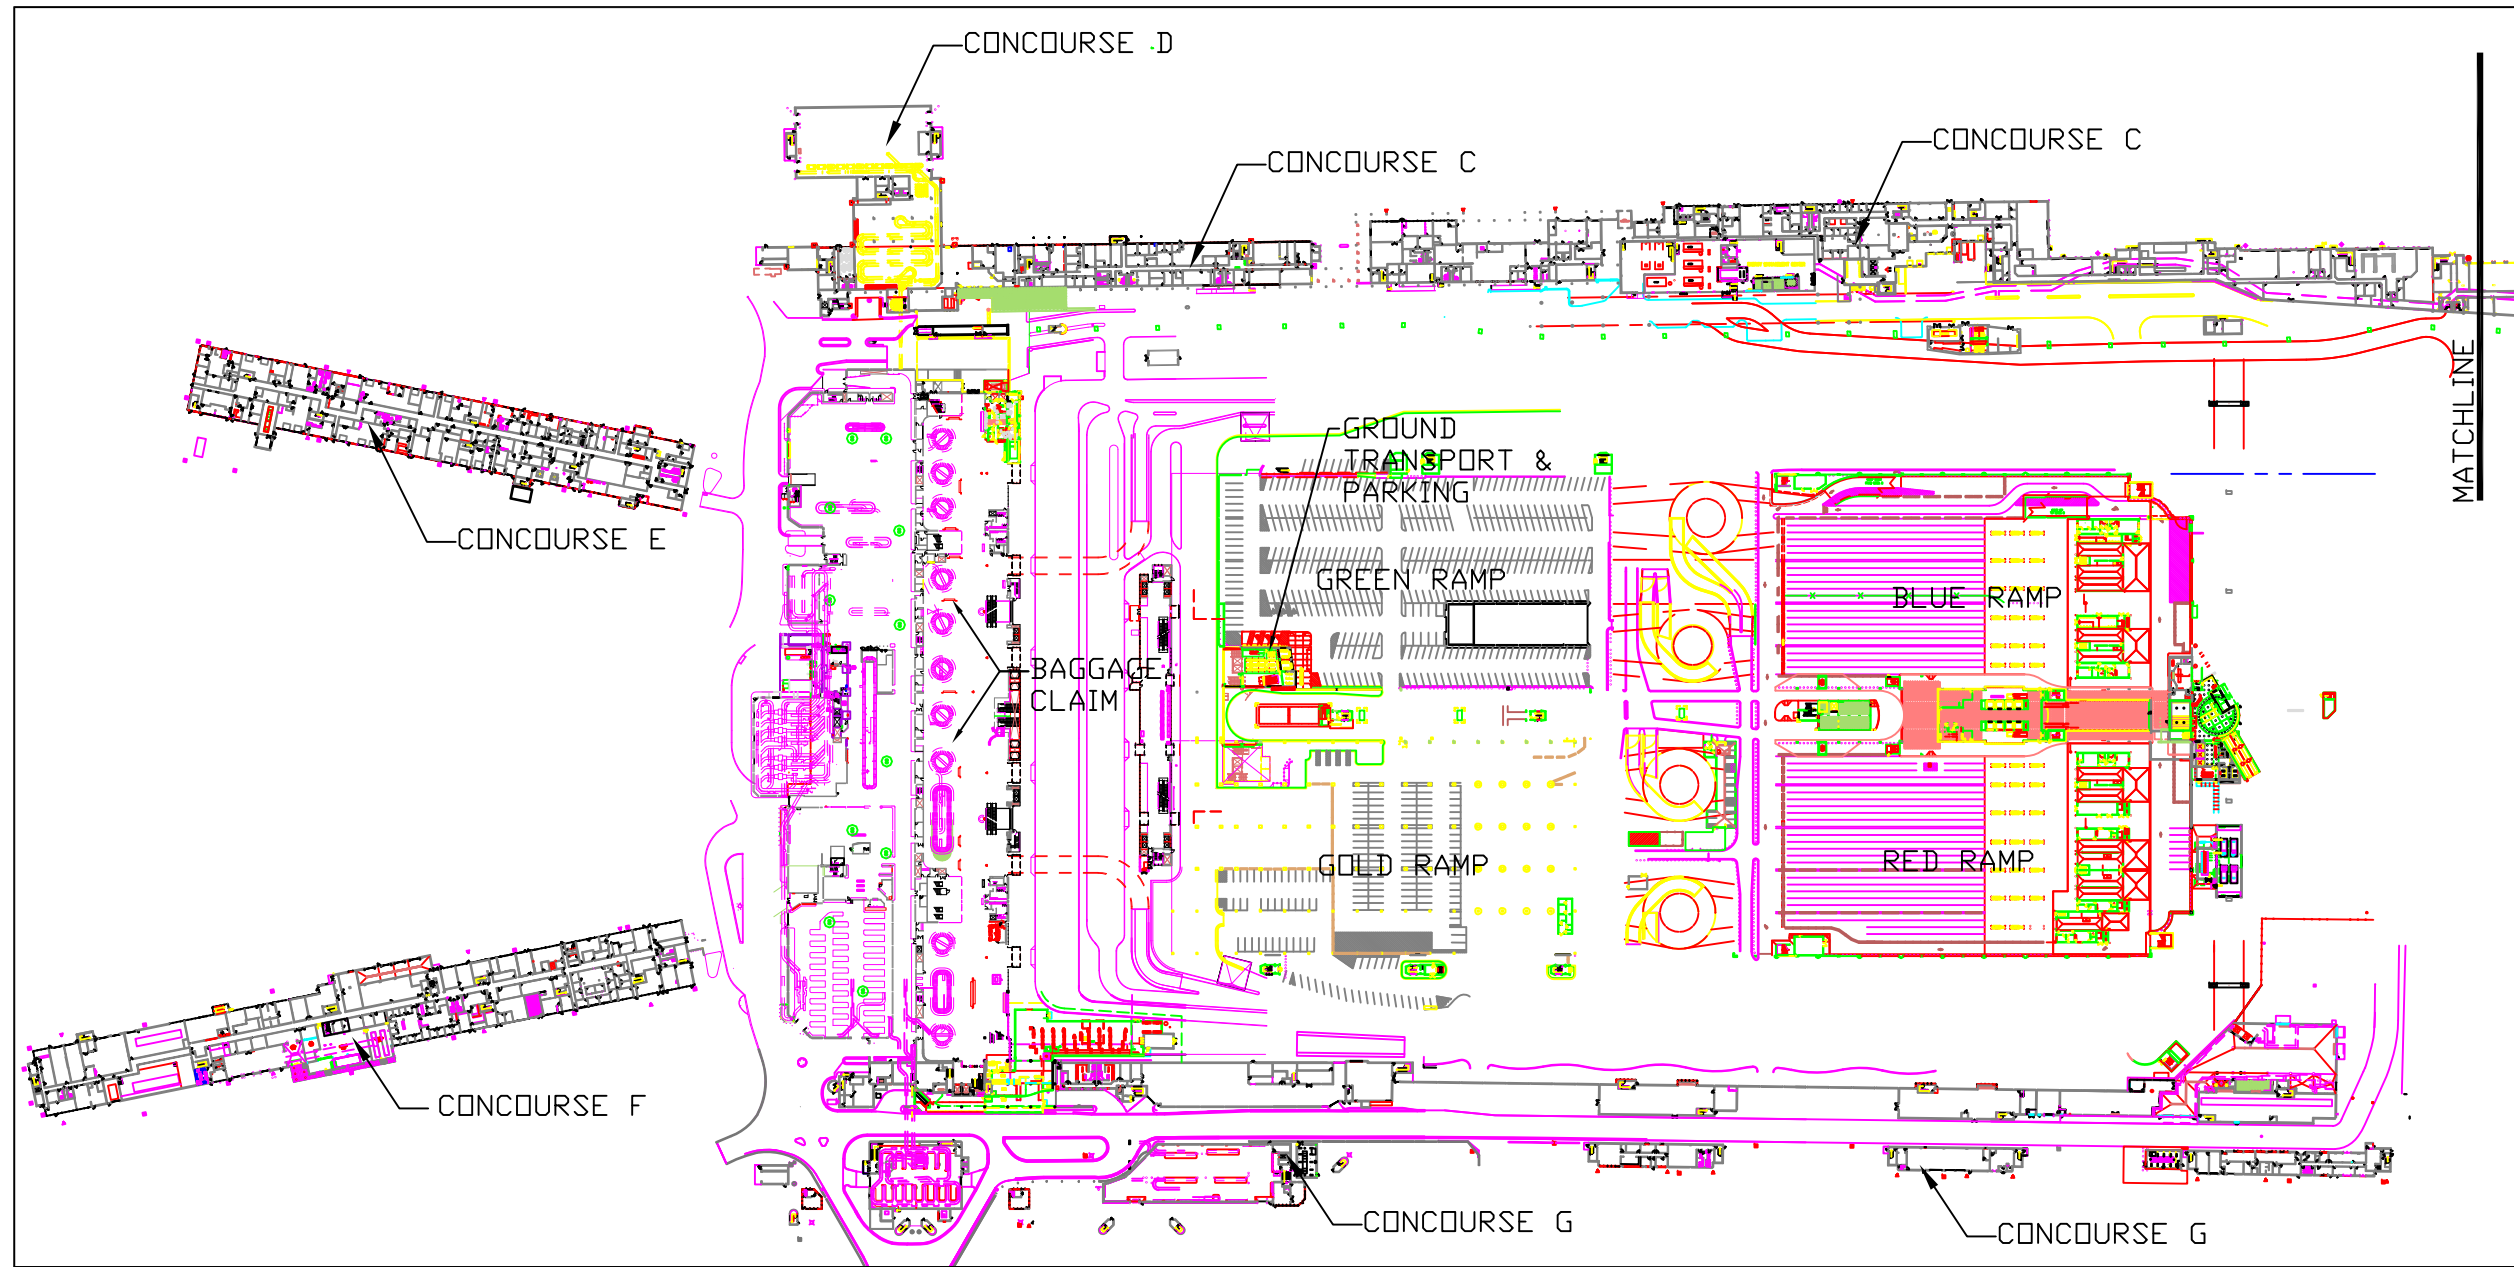 CONCOURSE D
CONCOURSE C
CONCOURSE C
MATCHLINE
GROUND
TRANSPORT &
PARKING
CONCOURSE E
GREEN RAMP
BLUE RAMP
BAGGAGE
CLAIM
GOLD RAMP
RED RAMP
CONCOURSE F
CONCOURSE G
CONCOURSE G